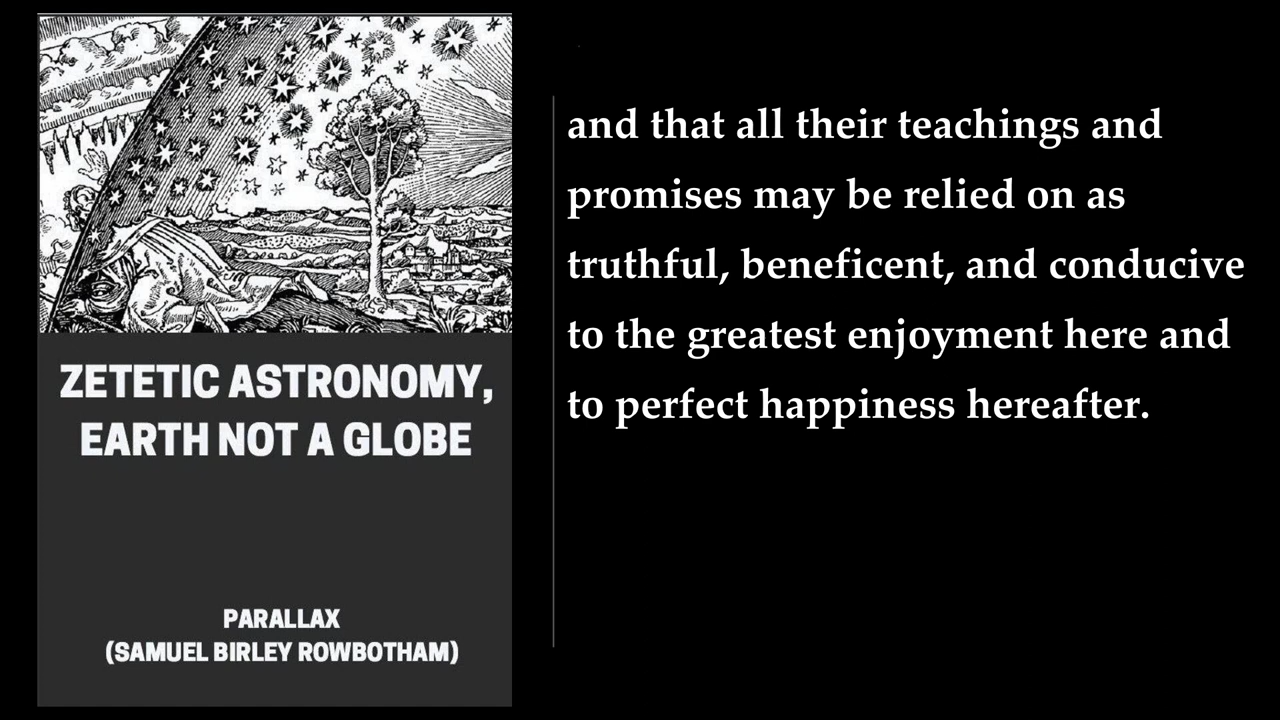 ZETETIC ASTRONOMY,
EARTH NOT A GLOBE
PARALLAX
(SAMUEL BIRLEY ROWBOTHAM)
and that all their teachings and
promises may be relied on as
truthful, beneficent, and conducive
to the greatest enjoyment here and
to perfect happiness hereafter.